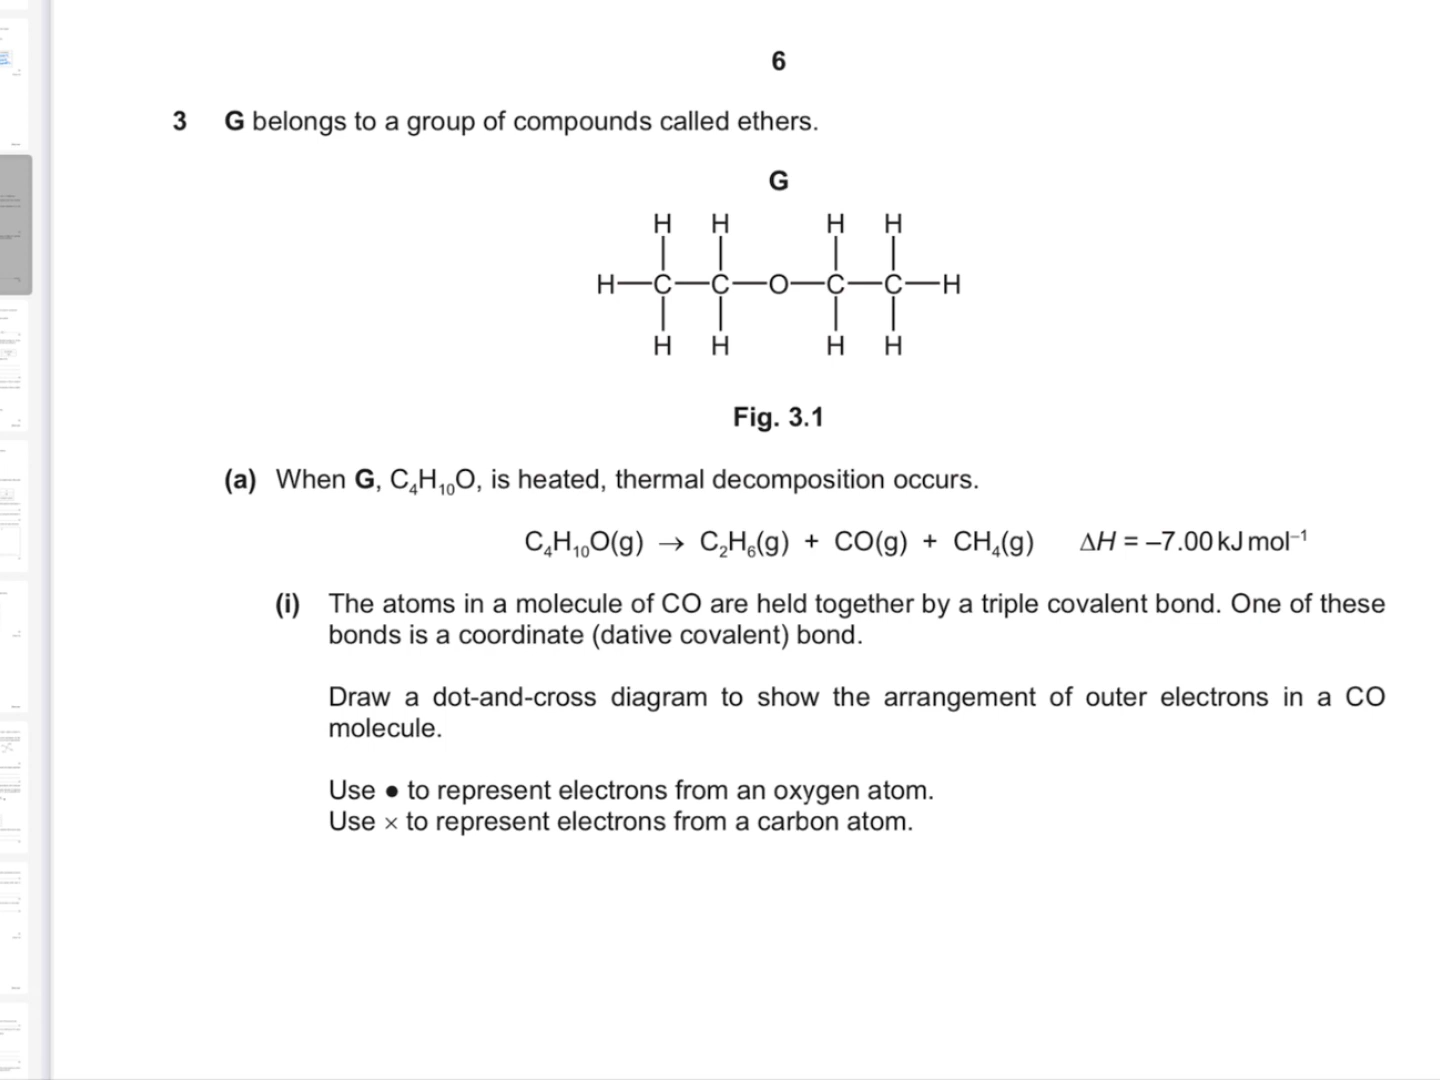 6
3 G belongs to a group of compounds called ethers.
G
H H H H
H—C—C—O—C—C—H
H H H H
Fig. 3.1
(a) When G, C₄H₁₀O, is heated, thermal decomposition occurs.
C₄H₁₀O(g) → C₂H₆(g) + CO(g) + CH₄(g) ΔH = –7.00 kJ mol⁻¹
(i) The atoms in a molecule of CO are held together by a triple covalent bond. One of these
bonds is a coordinate (dative covalent) bond.
Draw a dot-and-cross diagram to show the arrangement of outer electrons in a CO
molecule.
Use ● to represent electrons from an oxygen atom.
Use × to represent electrons from a carbon atom.